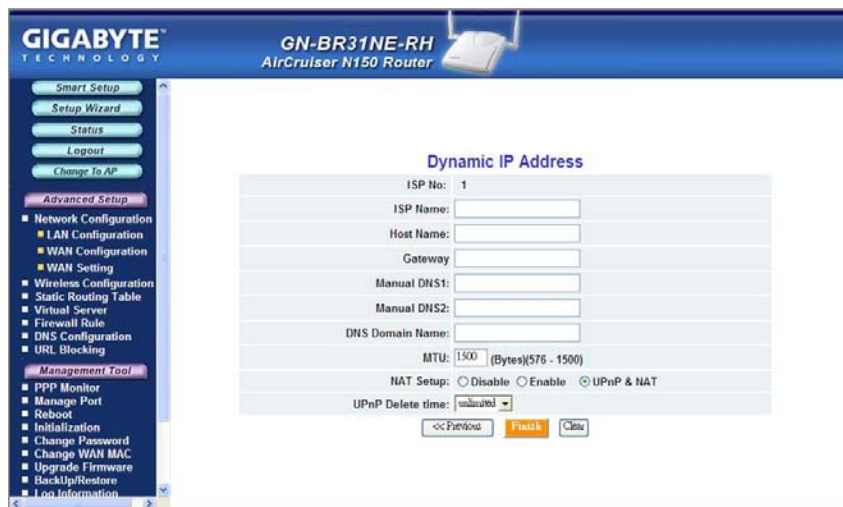 GIGABYTE™
TECHNOLOGY
GN-BR31NE-RH
AirCruiser N150 Router
Smart Setup
Setup Wizard
Status
Logout
Change To AP
Advanced Setup
Network Configuration
LAN Configuration
WAN Configuration
WAN Setting
Wireless Configuration
Static Routing Table
Virtual Server
Firewall Rule
DNS Configuration
URL Blocking
Management Tool
PPP Monitor
Manage Port
Reboot
Initialization
Change Password
Change WAN MAC
Upgrade Firmware
BackUp/Restore
Log Information
Dynamic IP Address
ISP No: 1
ISP Name:
Host Name:
Gateway
Manual DNS1:
Manual DNS2:
DNS Domain Name:
MTU: 1500 (Bytes)(576 - 1500)
NAT Setup: Disable Enable UPnP & NAT
UPnP Delete time: unlimited
<< Previous Finish Clear